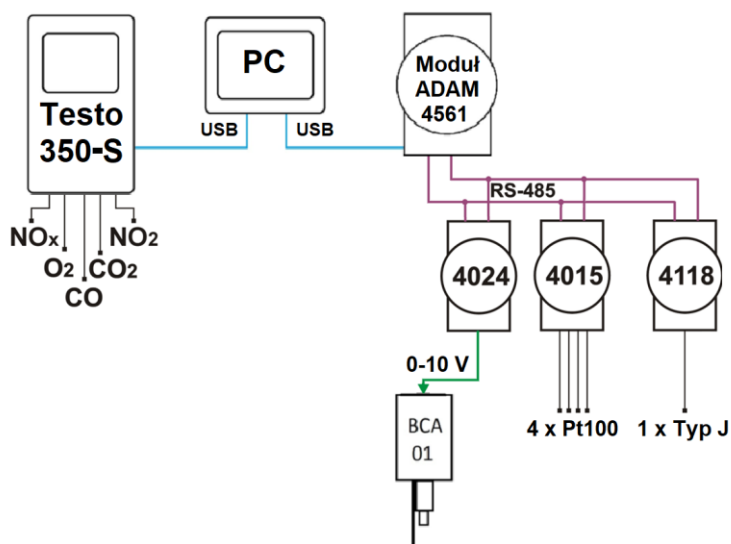 Testo
350-S
PC
Moduł
ADAM
4561
USB
USB
RS-485
NOx
O2
CO
CO2
NO2
4024
4015
4118
0-10 V
BCA
01
4 x Pt100
1 x Typ J